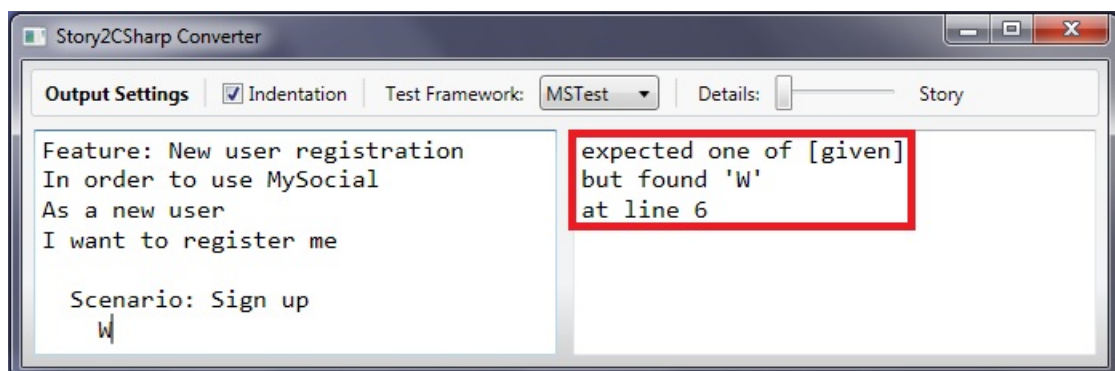 Story2CSharp Converter
Output Settings Indentation Test Framework: MSTest Details: Story
Feature: New user registration
In order to use MySocial
As a new user
I want to register me
Scenario: Sign up
W
expected one of [given]
but found 'W'
at line 6